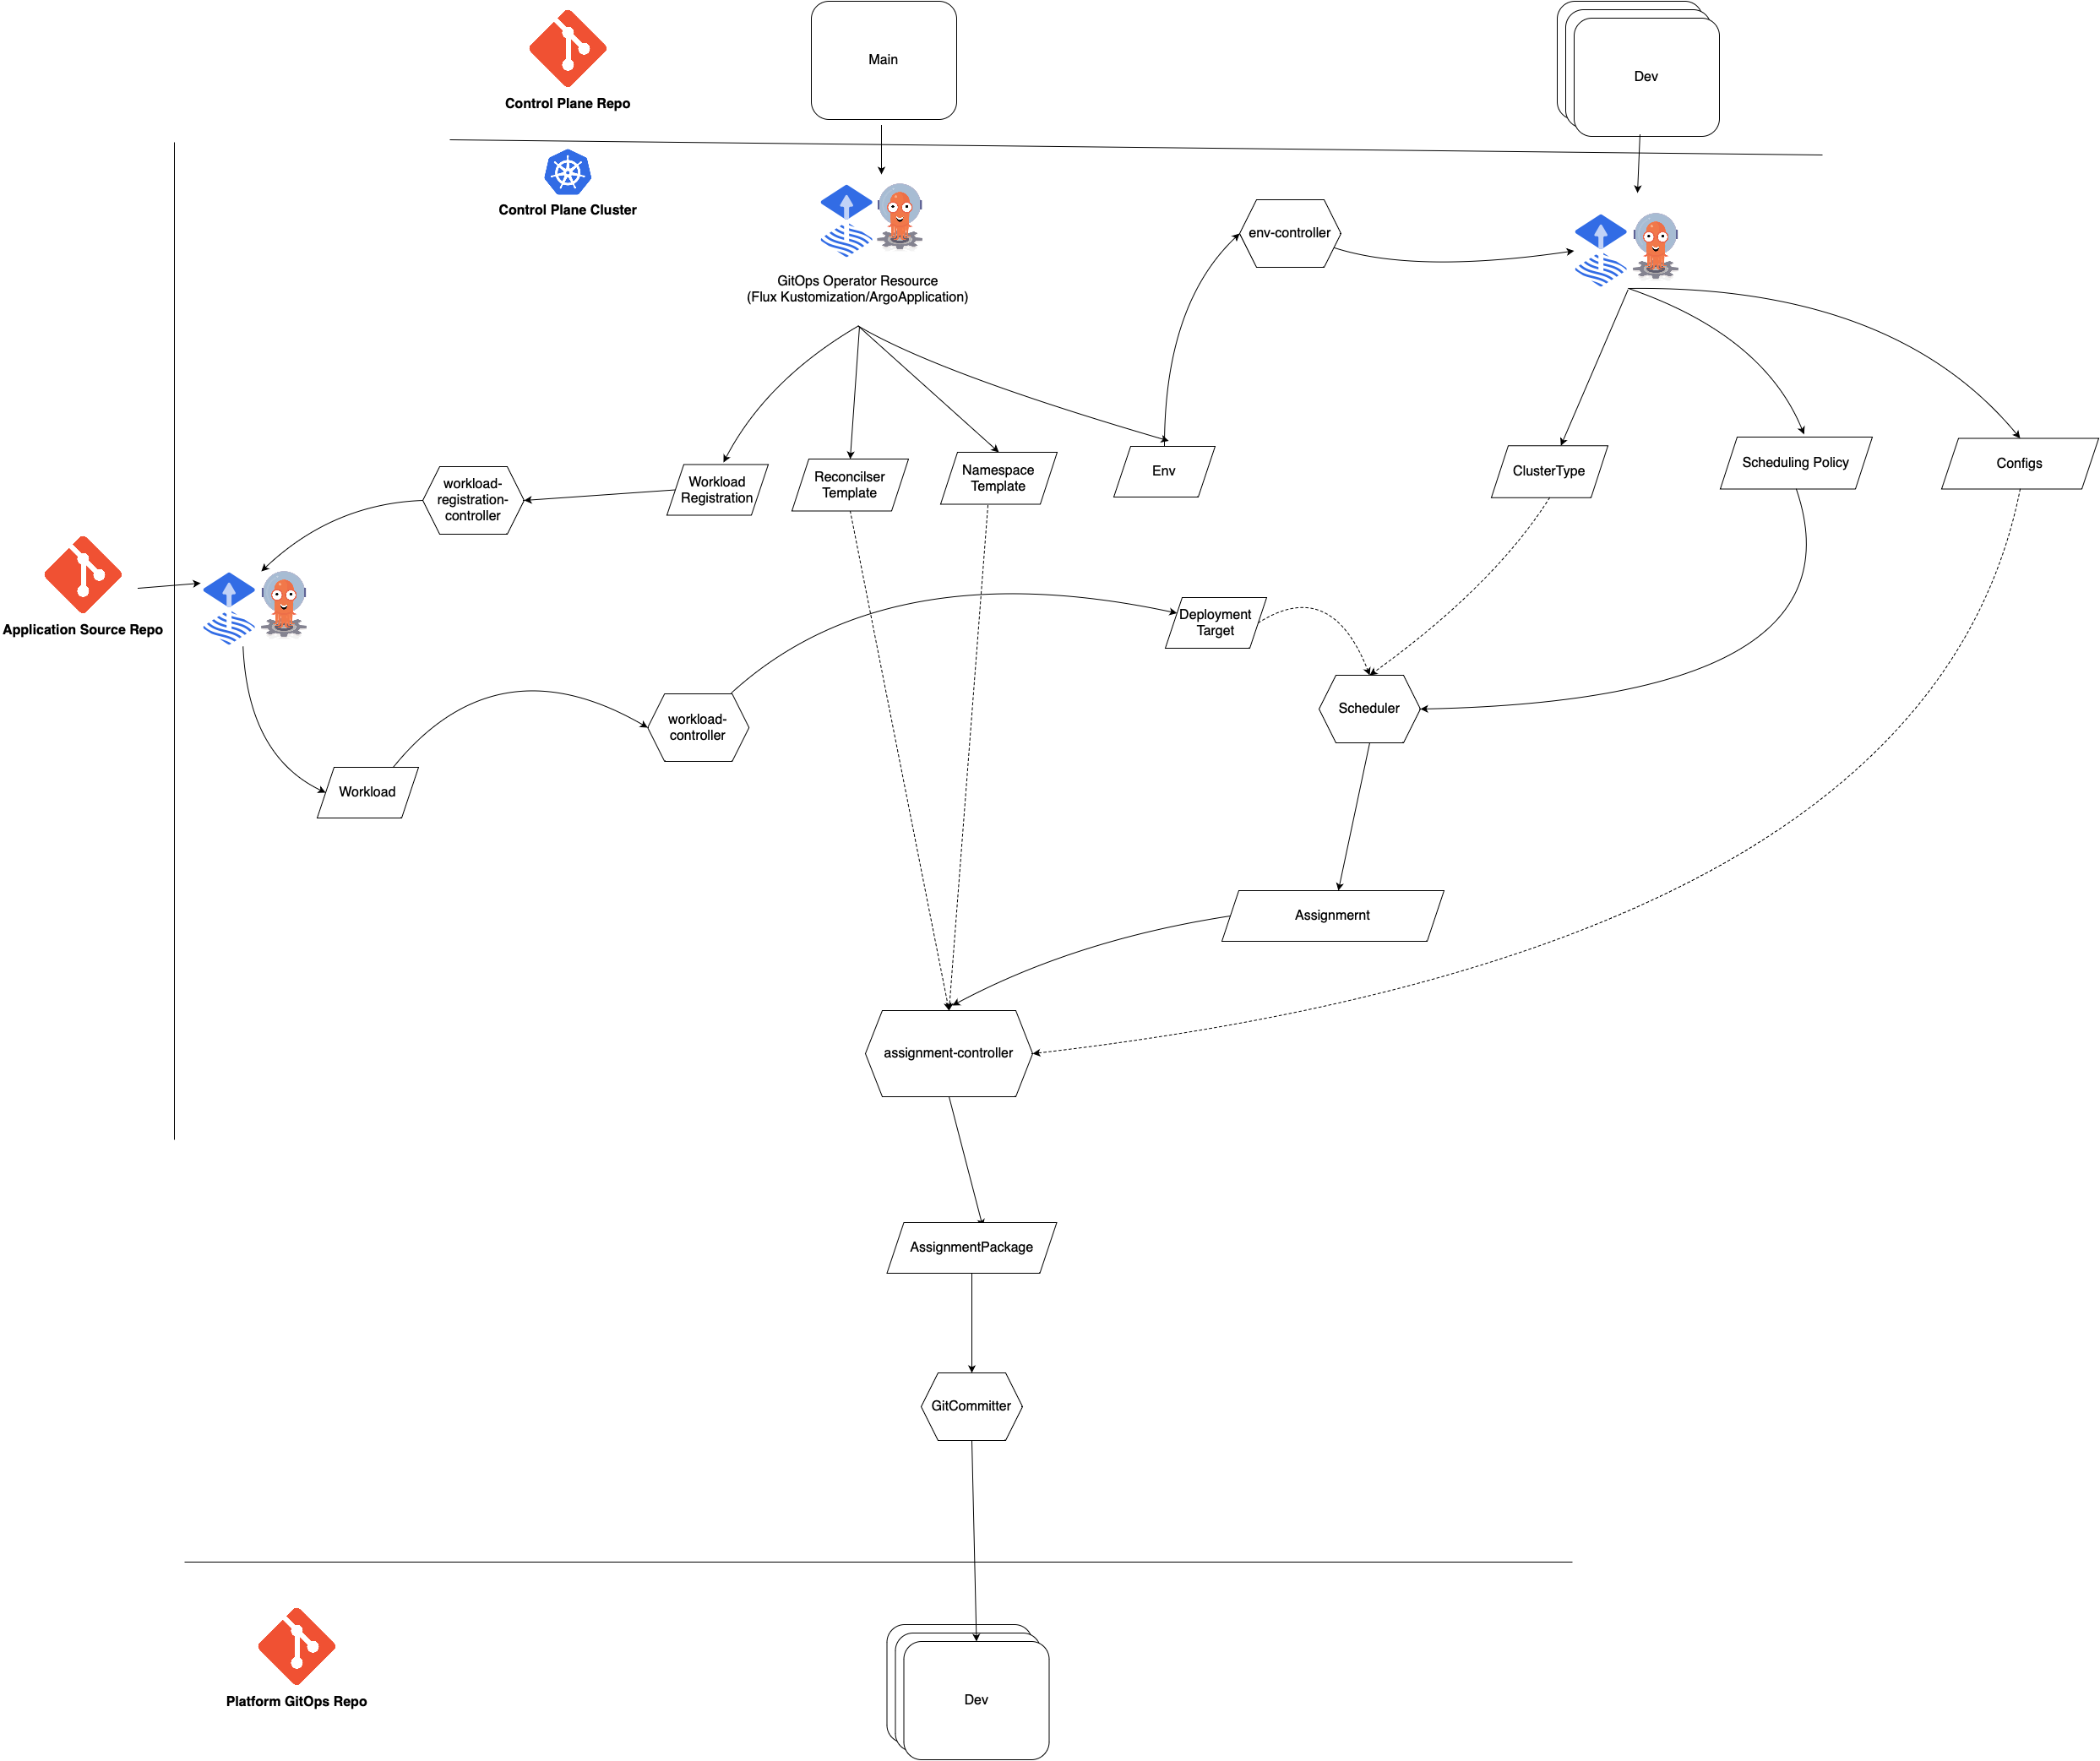 Main
Dev
Control Plane Repo
Control Plane Cluster
env-controller
GitOps Operator Resource
(Flux Kustomization/ArgoApplication)
workload-
registration-
controller
Workload
Registration
Reconcilser
Template
Namespace
Template
Env
ClusterType
Scheduling Policy
Configs
Application Source Repo
Deployment
Target
workload-
controller
Scheduler
Workload
Assignmernt
assignment-controller
AssignmentPackage
GitCommitter
Platform GitOps Repo
Dev